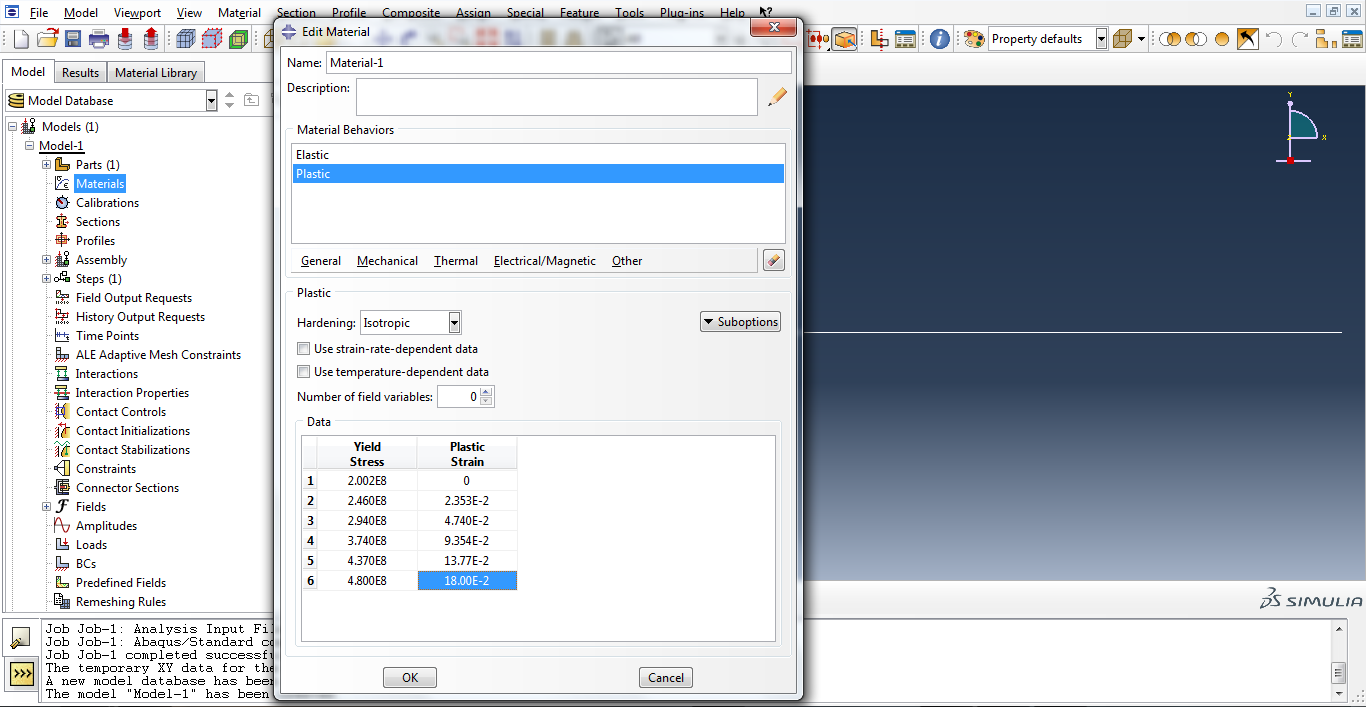 File Model Viewport View Material Section Profile Composite Assign Special Feature Tools Plug-ins Help
Edit Material
Property defaults
Model Results Material Library
Model Database
Models (1)
Model-1
Parts (1)
Materials
Calibrations
Sections
Profiles
Assembly
Steps (1)
Field Output Requests
History Output Requests
Time Points
ALE Adaptive Mesh Constraints
Interactions
Interaction Properties
Contact Controls
Contact Initializations
Contact Stabilizations
Constraints
Connector Sections
Fields
Amplitudes
Loads
BCs
Predefined Fields
Remeshing Rules
Name: Material-1
Description:
Material Behaviors
Elastic
Plastic
General Mechanical Thermal Electrical/Magnetic Other
Plastic
Hardening: Isotropic
Suboptions
Use strain-rate-dependent data
Use temperature-dependent data
Number of field variables: 0
Data
Yield Stress Plastic Strain
1 2.002E8 0
2 2.460E8 2.353E-2
3 2.940E8 4.740E-2
4 3.740E8 9.354E-2
5 4.370E8 13.77E-2
6 4.800E8 18.00E-2
OK Cancel
Y
X
SIMULIA
Job Job-1: Analysis Input Fi
Job Job-1: Abaqus/Standard co
Job Job-1 completed successfu
The temporary XY data for the
A new model database has been
The model "Model-1" has been
>>>